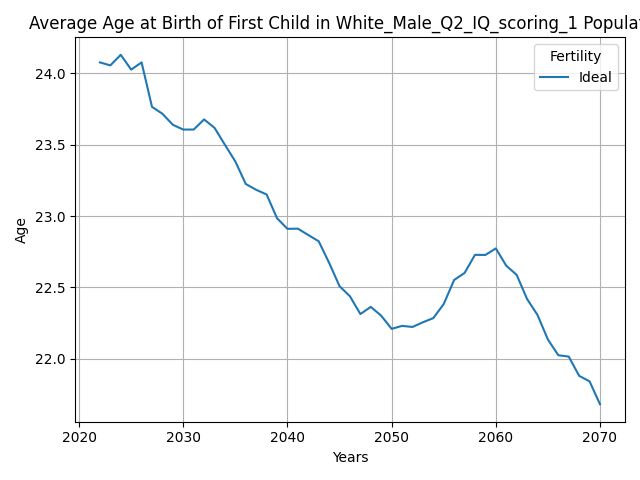 Average Age at Birth of First Child in White_Male_Q2_IQ_scoring_1 Popula
Fertility
Ideal
24.0
23.5
23.0
22.5
22.0
Age
2020 2030 2040 2050 2060 2070
Years